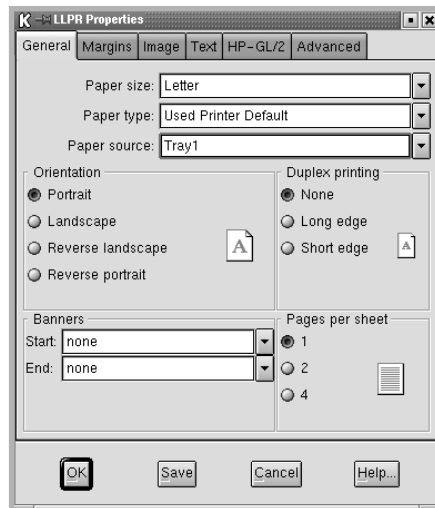 LLPR Properties
General Margins Image Text HP-GL/2 Advanced
Paper size: Letter
Paper type: Used Printer Default
Paper source: Tray1
Orientation
Portrait
Landscape
Reverse landscape
Reverse portrait
A
Duplex printing
None
Long edge
Short edge
A
Banners
Start: none
End: none
Pages per sheet
1
2
4
OK Save Cancel Help...